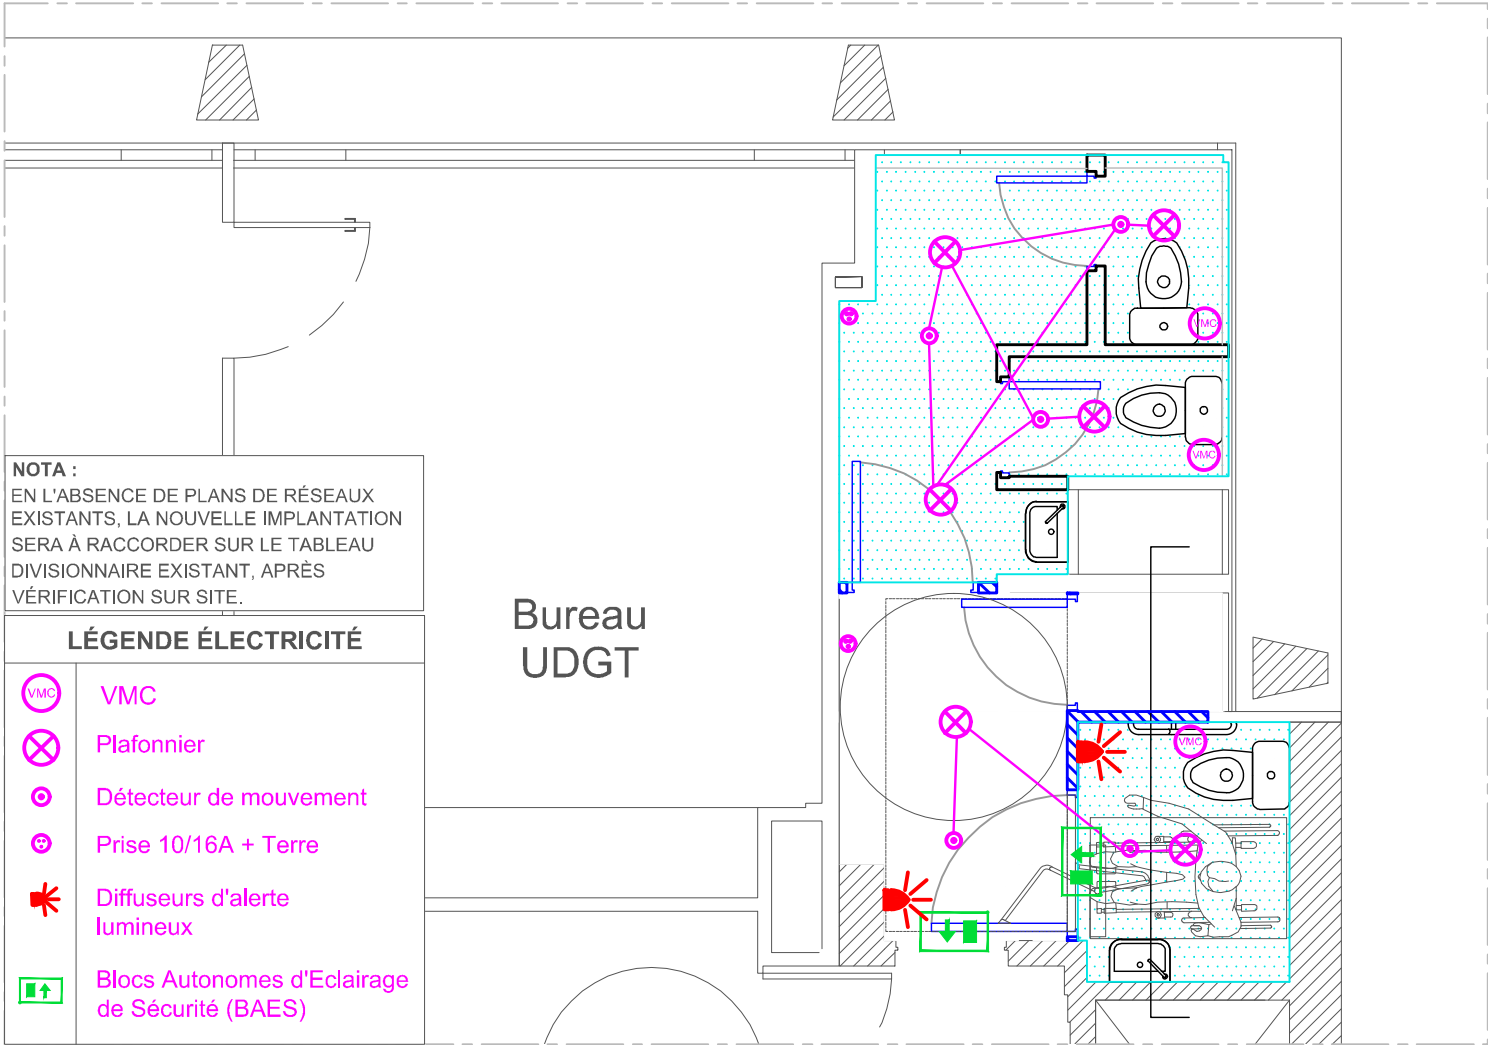 NOTA :
EN L'ABSENCE DE PLANS DE RÉSEAUX
EXISTANTS, LA NOUVELLE IMPLANTATION
SERA À RACCORDER SUR LE TABLEAU
DIVISIONNAIRE EXISTANT, APRÈS
VÉRIFICATION SUR SITE.
LÉGENDE ÉLECTRICITÉ
VMC
VMC
Plafonnier
Détecteur de mouvement
Prise 10/16A + Terre
Diffuseurs d'alerte
lumineux
Blocs Autonomes d'Eclairage
de Sécurité (BAES)
Bureau
UDGT
VMC
VMC
VMC